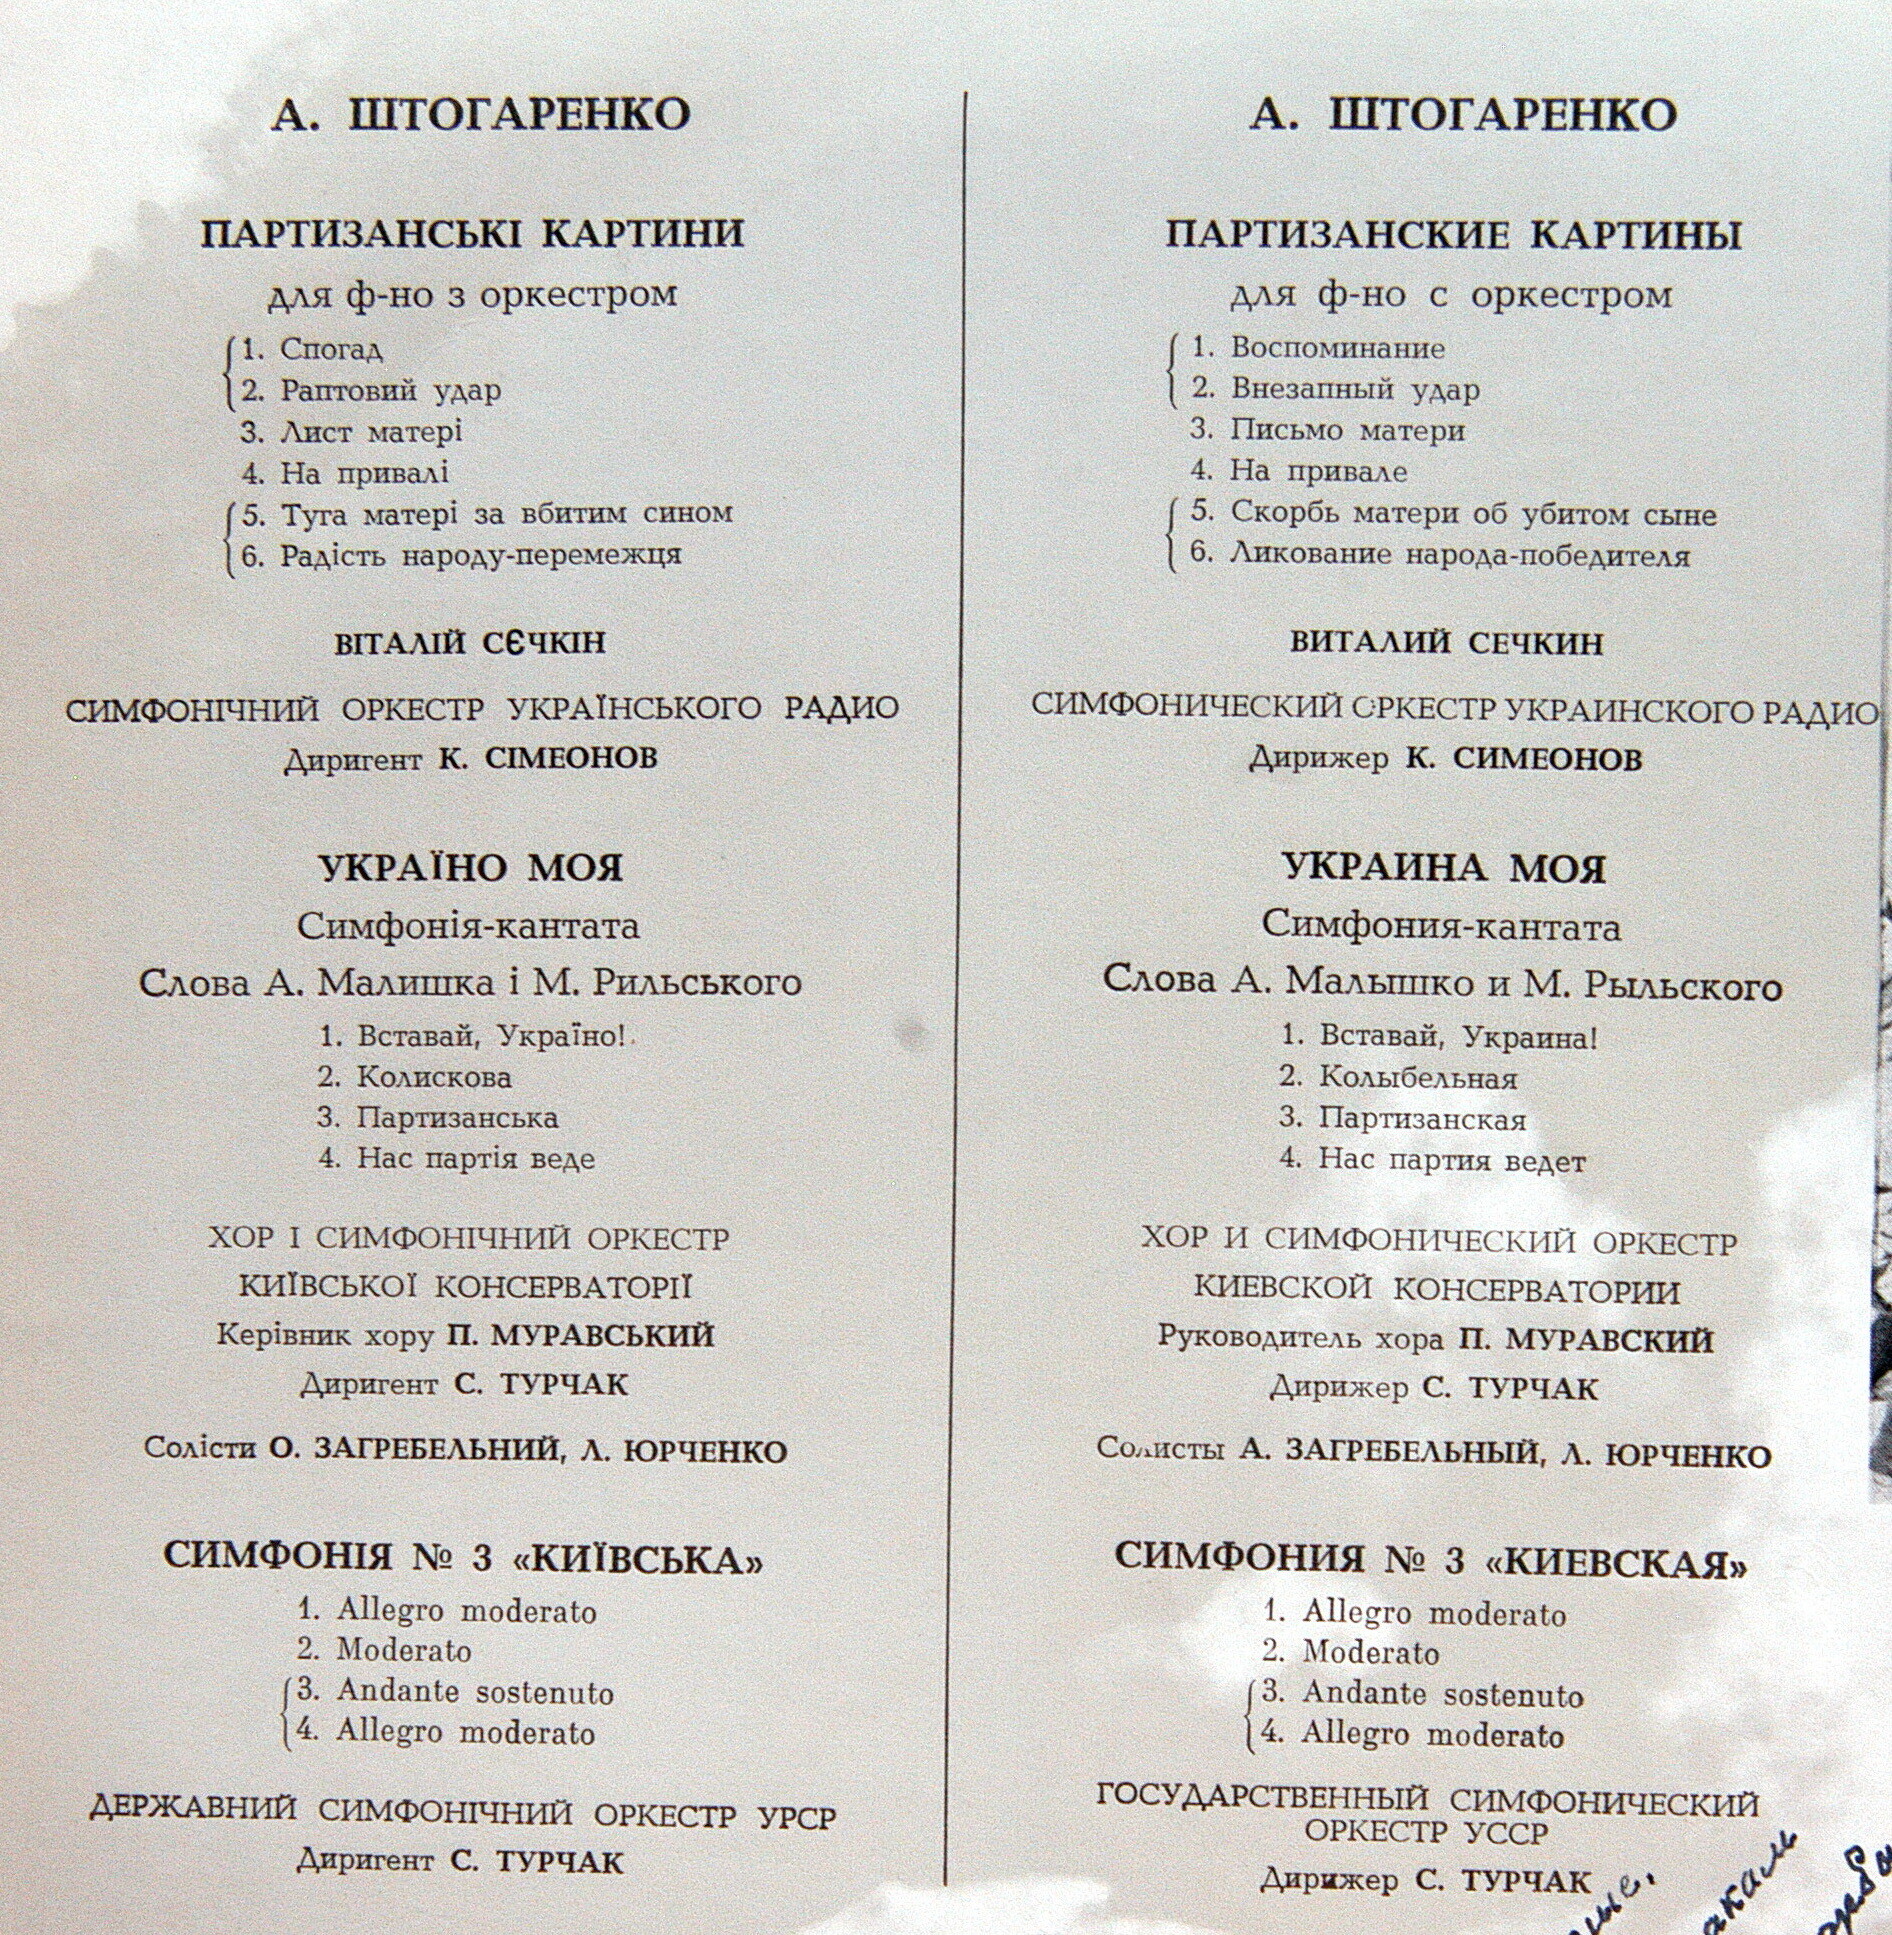 А. ШТОГАРЕНКО
ПАРТИЗАНСЬКІ КАРТИНИ
для ф-но з оркестром
1. Спогад
2. Раптовий удар
3. Лист матері
4. На привалі
5. Туга матері за вбитим сином
6. Радість народу-перемежця
ВІТАЛІЙ СЄЧКІН
СИМФОНІЧНИЙ ОРКЕСТР УКРАЇНСЬКОГО РАДИО
Диригент К. СІМЕОНОВ
УКРАЇНО МОЯ
Симфонія-кантата
Слова А. Малишка і М. Рильського
1. Вставай, Україно!
2. Колискова
3. Партизанська
4. Нас партія веде
ХОР І СИМФОНІЧНИЙ ОРКЕСТР
КИЇВСЬКОЇ КОНСЕРВАТОРІЇ
Керівник хору П. МУРАВСЬКИЙ
Диригент С. ТУРЧАК
Солісти О. ЗАГРЕБЕЛЬНИЙ, Л. ЮРЧЕНКО
СИМФОНІЯ № 3 «КИЇВСЬКА»
1. Allegro moderato
2. Moderato
3. Andante sostenuto
4. Allegro moderato
ДЕРЖАВНИЙ СИМФОНІЧНИЙ ОРКЕСТР УРСР
Диригент С. ТУРЧАК
А. ШТОГАРЕНКО
ПАРТИЗАНСКИЕ КАРТИНЫ
для ф-но с оркестром
1. Воспоминание
2. Внезапный удар
3. Письмо матери
4. На привале
5. Скорбь матери об убитом сыне
6. Ликование народа-победителя
ВИТАЛИЙ СЕЧКИН
СИМФОНИЧЕСКИЙ ОРКЕСТР УКРАИНСКОГО РАДИО
Дирижер К. СИМЕОНОВ
УКРАИНА МОЯ
Симфония-кантата
Слова А. Малышко и М. Рыльского
1. Вставай, Украина!
2. Колыбельная
3. Партизанская
4. Нас партия ведет
ХОР И СИМФОНИЧЕСКИЙ ОРКЕСТР
КИЕВСКОЙ КОНСЕРВАТОРИИ
Руководитель хора П. МУРАВСКИЙ
Дирижер С. ТУРЧАК
Солисты А. ЗАГРЕБЕЛЬНЫЙ, Л. ЮРЧЕНКО
СИМФОНИЯ № 3 «КИЕВСКАЯ»
1. Allegro moderato
2. Moderato
3. Andante sostenuto
4. Allegro moderato
ГОСУДАРСТВЕННЫЙ СИМФОНИЧЕСКИЙ
ОРКЕСТР УССР
Дирижер С. ТУРЧАК